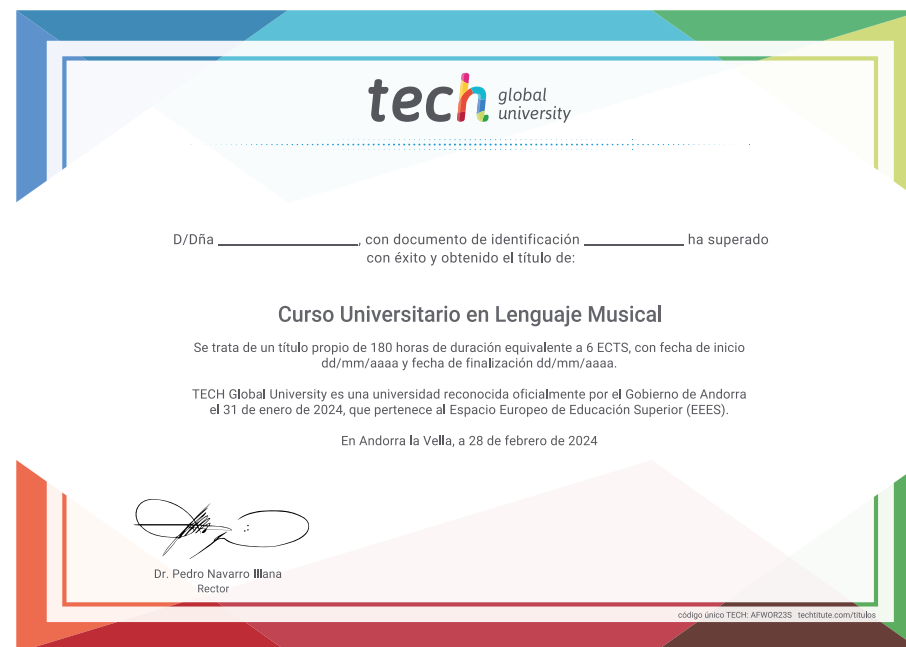 tech global university
D/Dña ____________________, con documento de identificación ______________ ha superado
con éxito y obtenido el título de:
Curso Universitario en Lenguaje Musical
Se trata de un título propio de 180 horas de duración equivalente a 6 ECTS, con fecha de inicio
dd/mm/aaaa y fecha de finalización dd/mm/aaaa.
TECH Global University es una universidad reconocida oficialmente por el Gobierno de Andorra
el 31 de enero de 2024, que pertenece al Espacio Europeo de Educación Superior (EEES).
En Andorra la Vella, a 28 de febrero de 2024
Dr. Pedro Navarro Illana
Rector
código único TECH: AFWOR23S techtitute.com/titulos